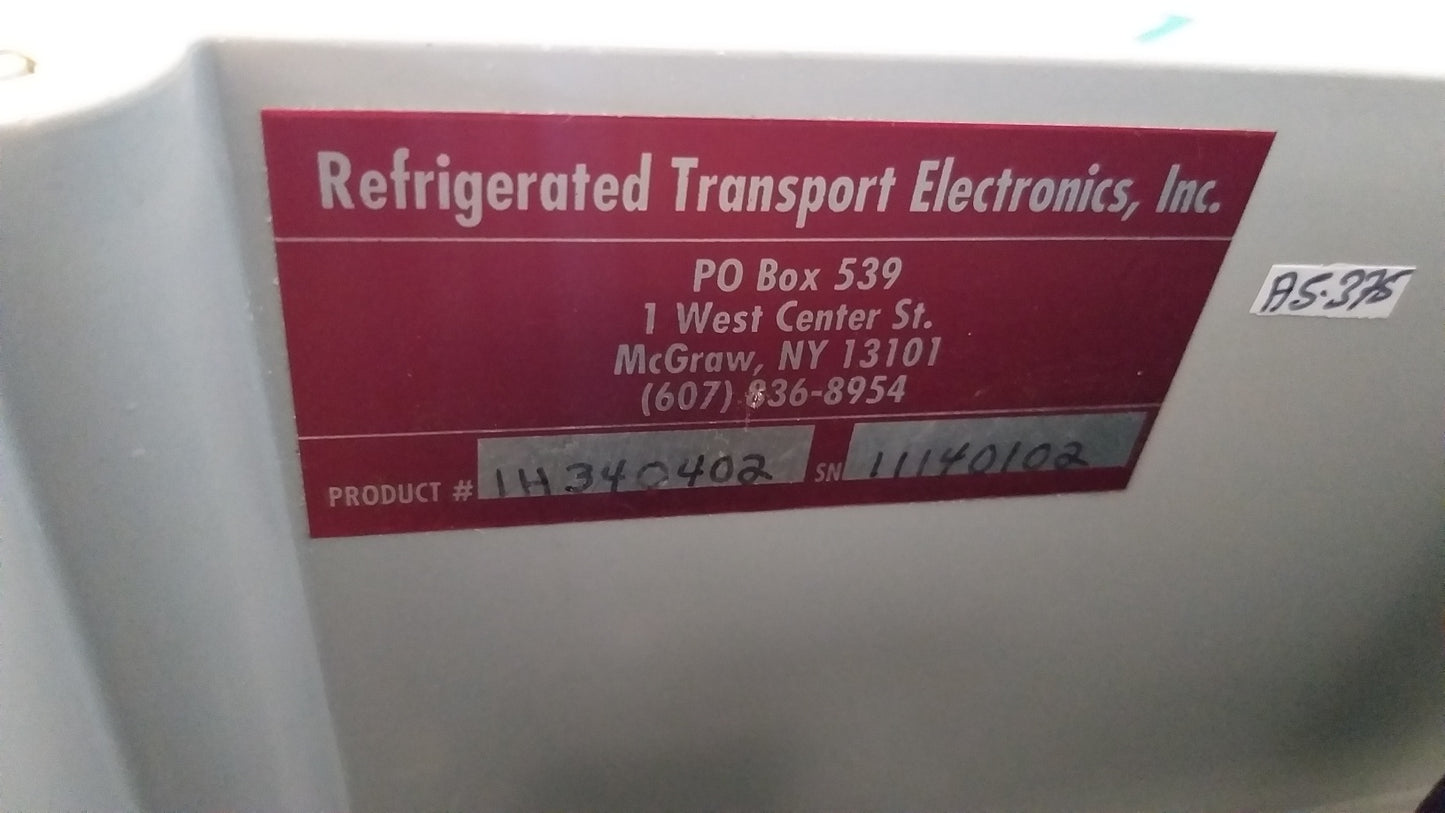 Refrigerated Transport Electronics, Inc.
PO Box 539
1 West Center St.
McGraw, NY 13101
(607) 836-8954
PRODUCT # 1H340402 SN 11140102
A5-375